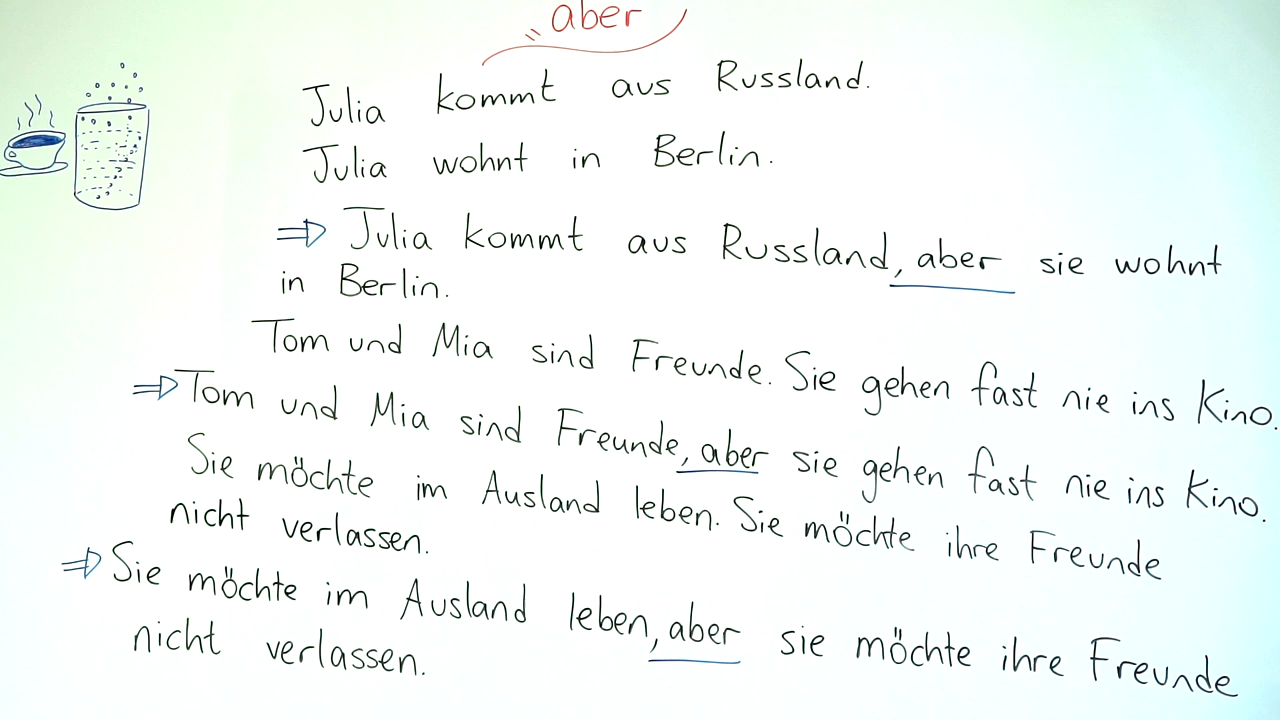 „aber
Julia kommt aus Russland.
Julia wohnt in Berlin.
⇒ Julia kommt aus Russland, aber sie wohnt
in Berlin.
Tom und Mia sind Freunde. Sie gehen fast nie ins Kino.
⇒ Tom und Mia sind Freunde, aber sie gehen fast nie ins Kino.
Sie möchte im Ausland leben. Sie möchte ihre Freunde
nicht verlassen.
⇒ Sie möchte im Ausland leben, aber sie möchte ihre Freunde
nicht verlassen.